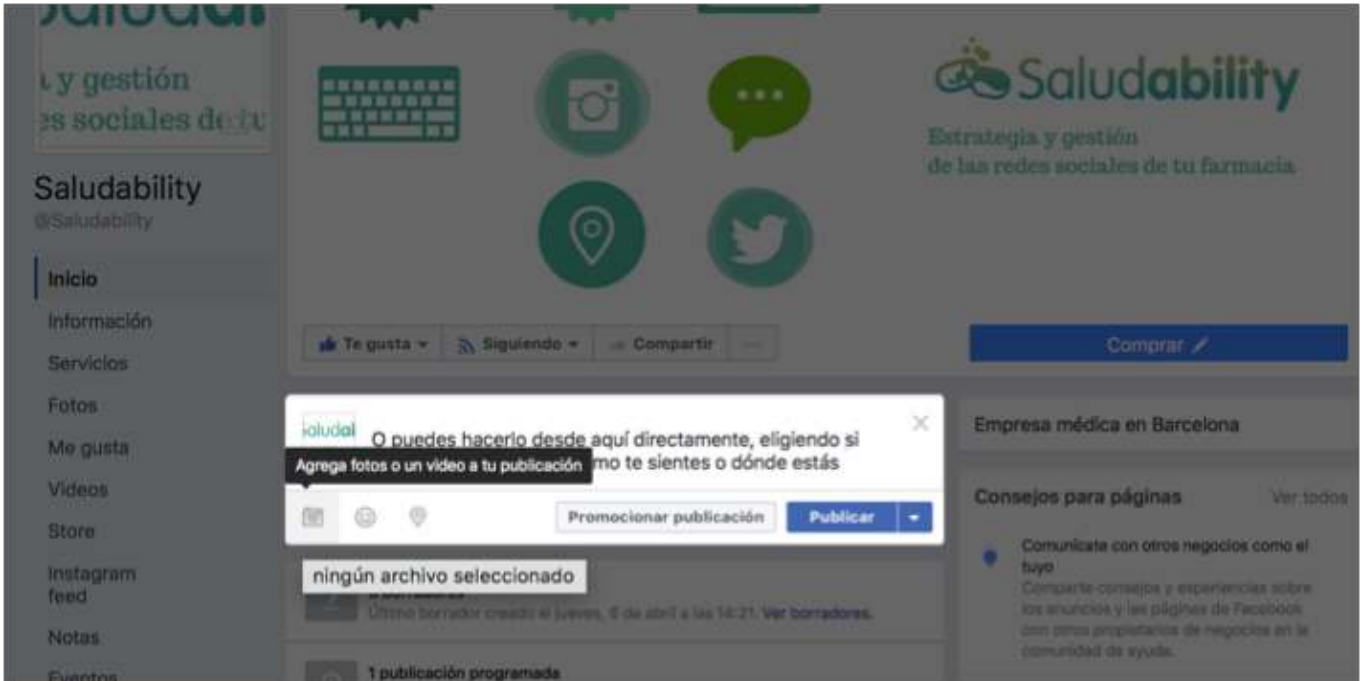 y gestión
es sociales de tu
Saludability
@Saludability
Inicio
Información
Servicios
Fotos
Me gusta
Videos
Store
Instagram
feed
Notas
Eventos
Saludability
Estrategia y gestión
de las redes sociales de tu farmacia
Te gusta
Siguiendo
Compartir
Comprar
Saludal
O puedes hacerlo desde aquí directamente, eligiendo si
mo te sientes o dónde estás
Agrega fotos o un video a tu publicación
Promocionar publicación
Publicar
ningún archivo seleccionado
Último borrador creado el jueves, 6 de abril a las 14:21. Ver borradores.
1 publicación programada
Empresa médica en Barcelona
Consejos para páginas
Ver todos
Comunícate con otros negocios como el
tuyo
Comparte consejos y experiencias sobre
los anuncios y las páginas de Facebook
con otros propietarios de negocios en la
comunidad de ayuda.